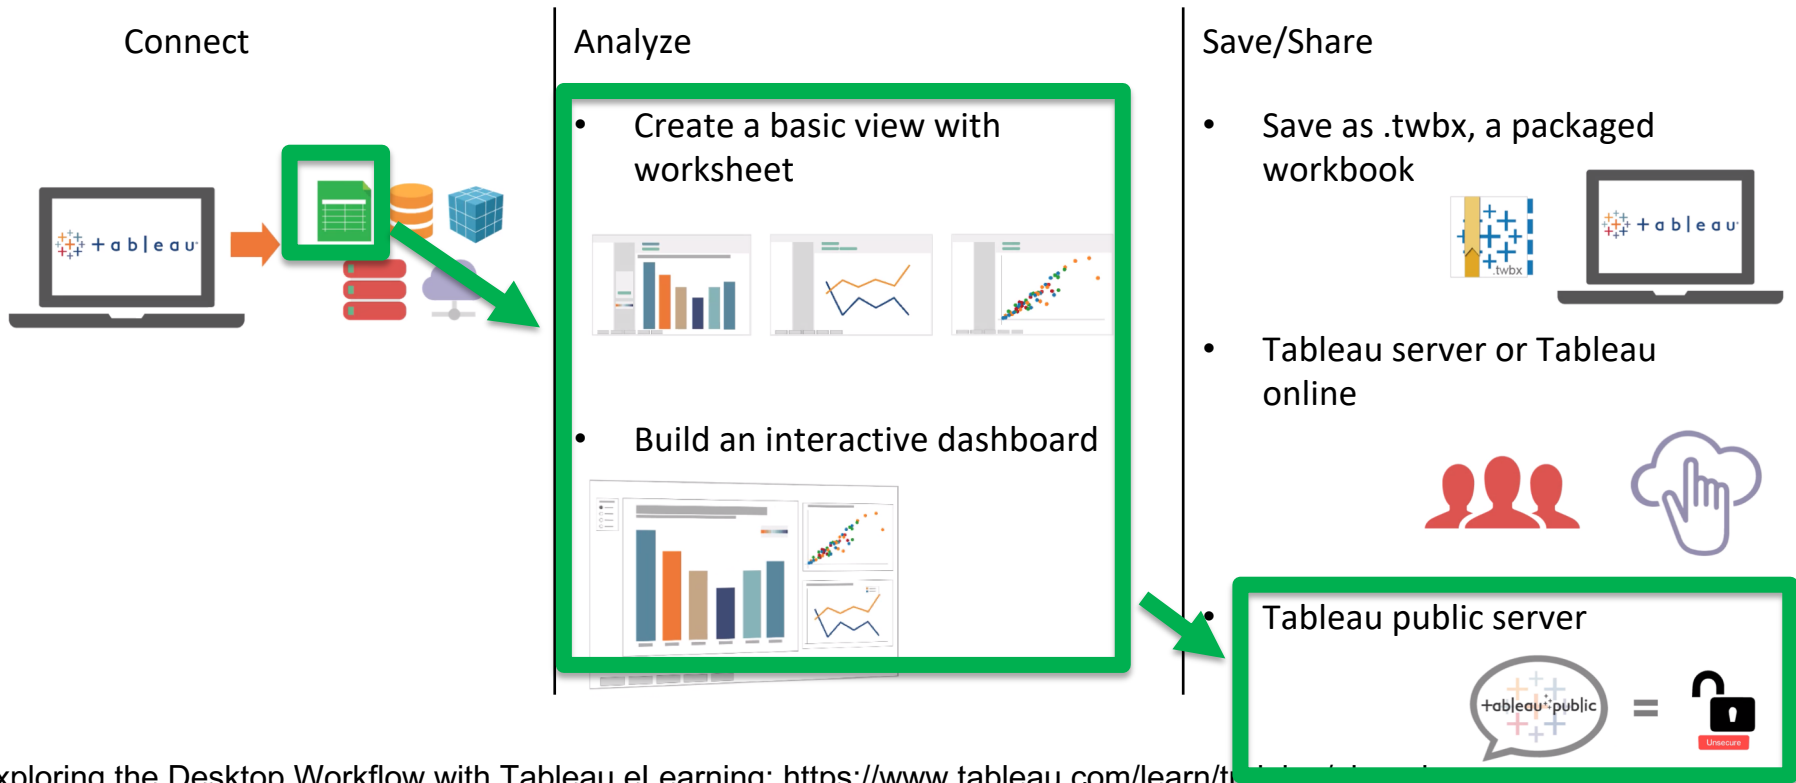 Connect
Analyze
Save/Share
• Create a basic view with
worksheet
• Build an interactive dashboard
• Save as .twbx, a packaged
workbook
.twbx
+ a b | e a u
+ a b | e a u
• Tableau server or Tableau
online
• Tableau public server
+ableau public
=
Unsecure
xploring the Desktop Workflow with Tableau eLearning: https://www.tableau.com/learn/